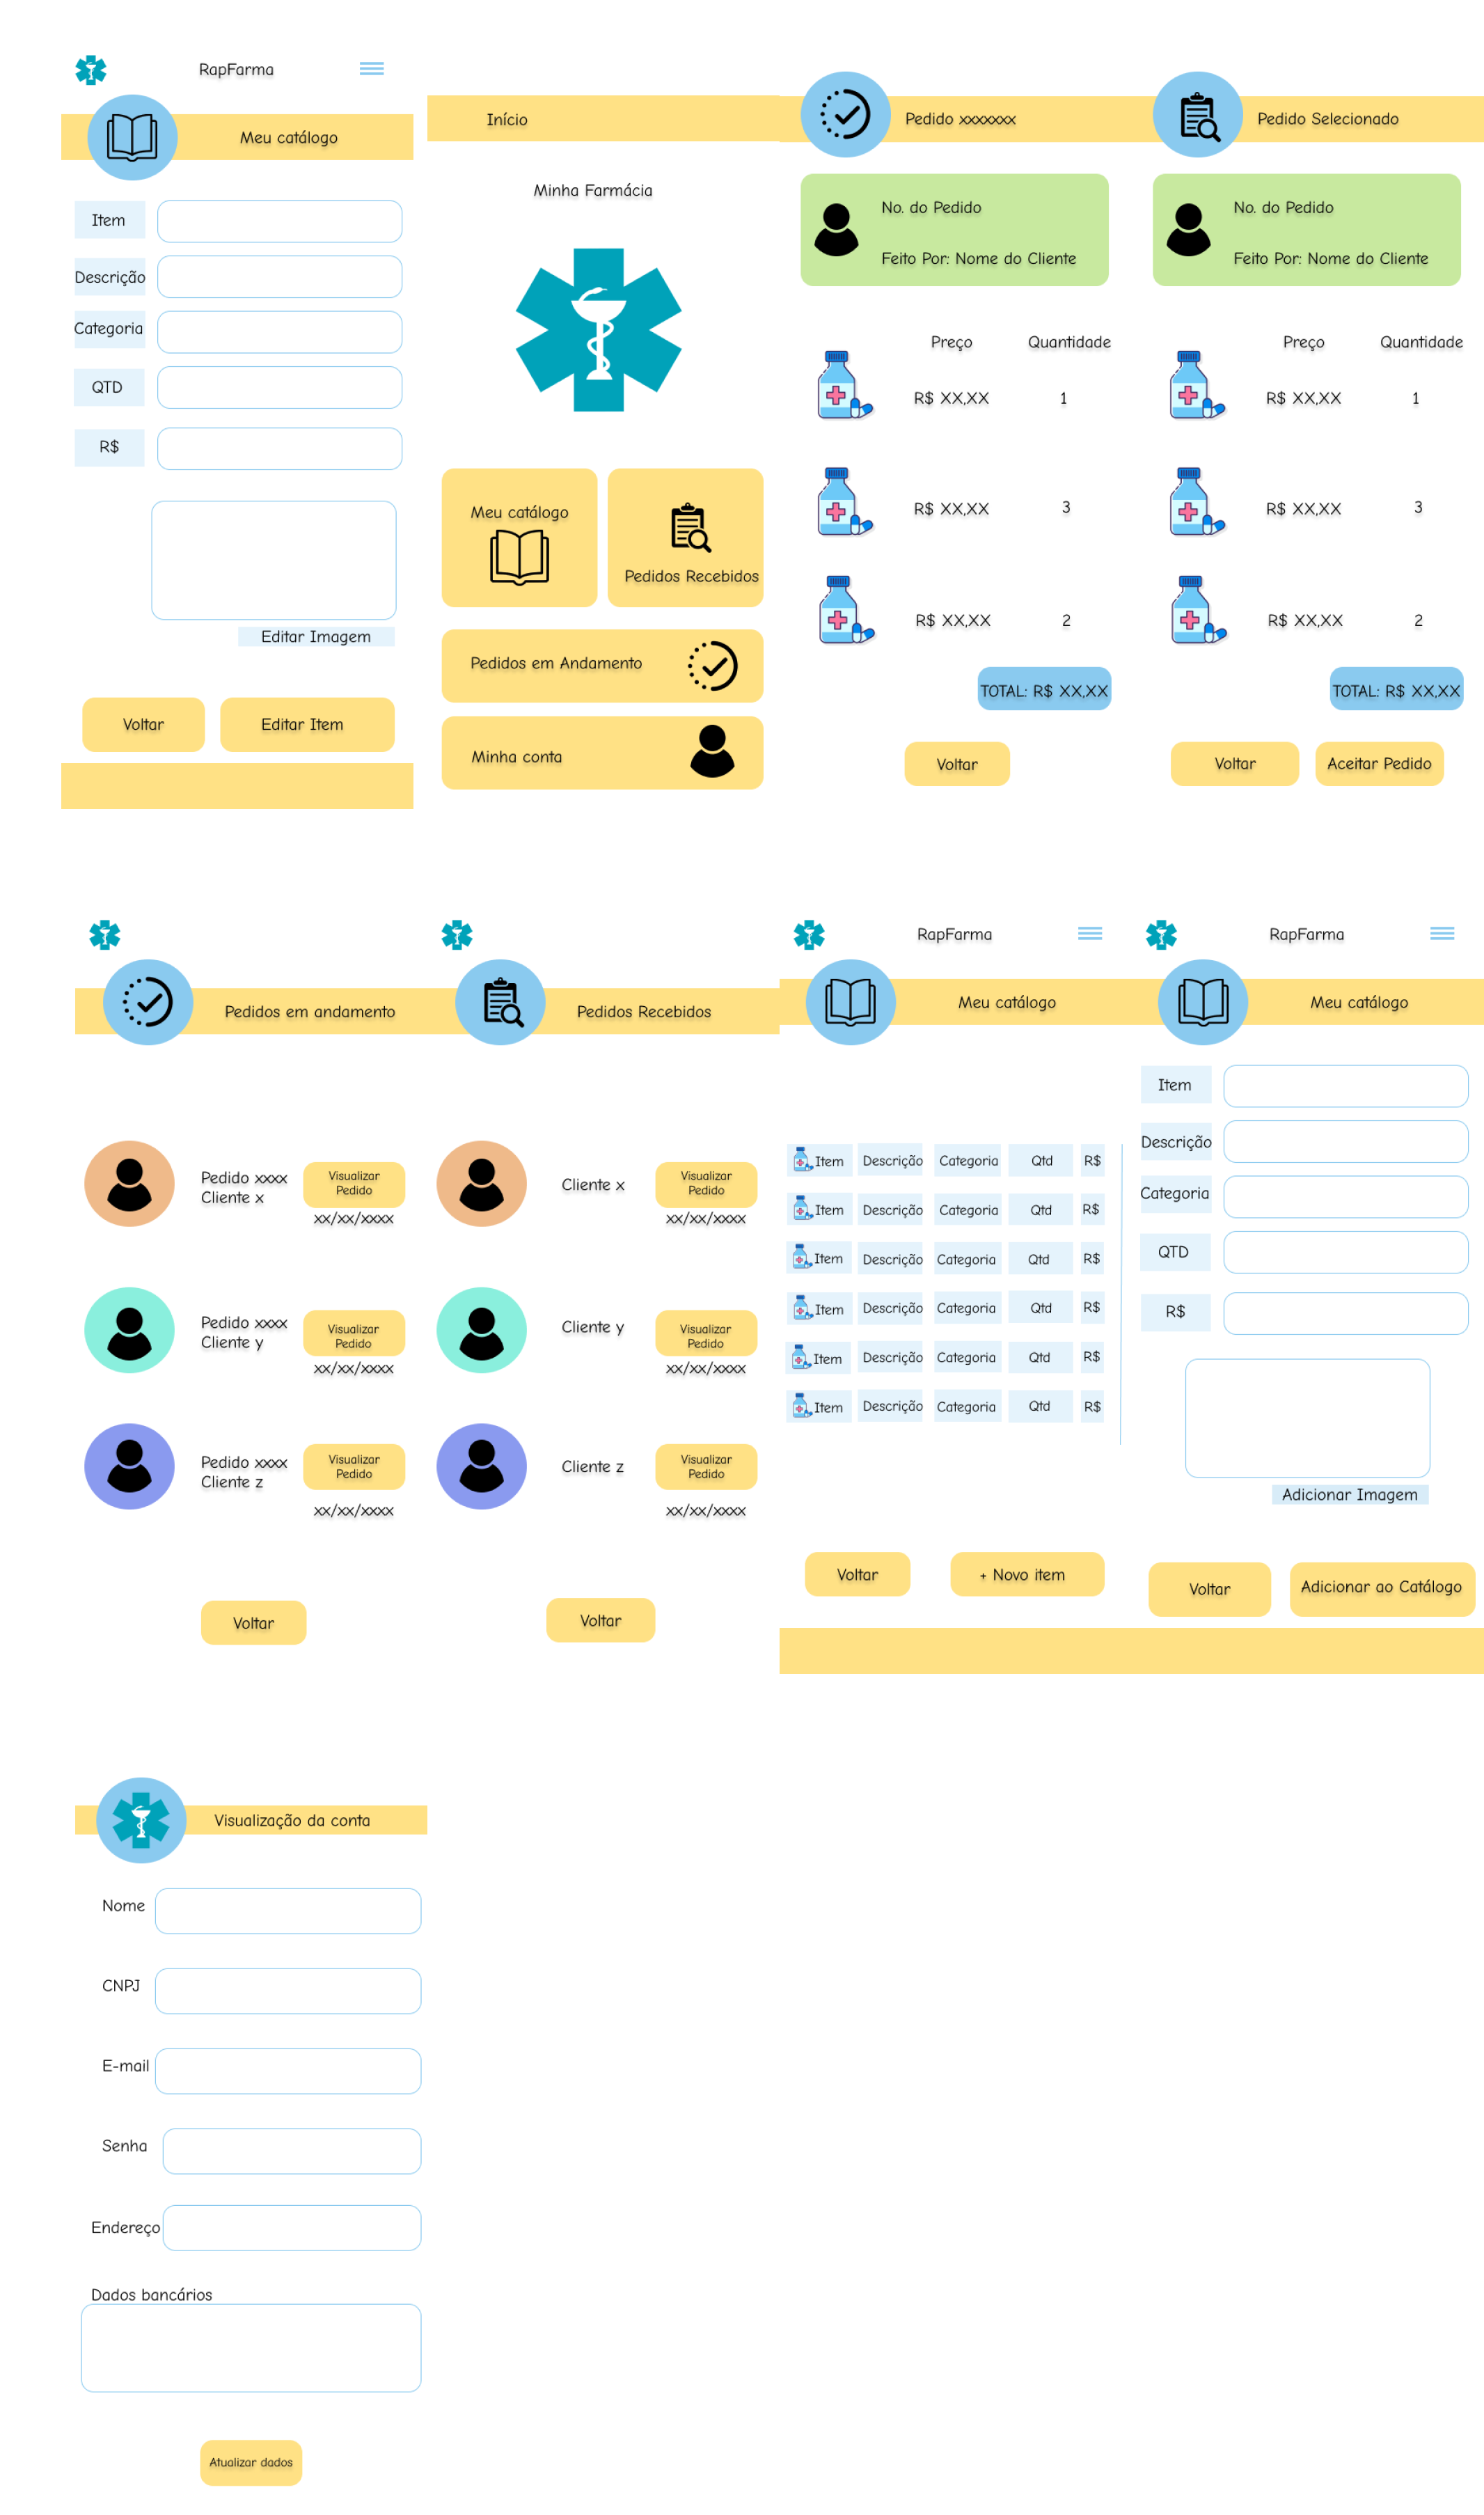 RapFarma
Meu catálogo
Item
Descrição
Categoria
QTD
R$
Editar Imagem
Voltar
Editar Item
Início
Minha Farmácia
Meu catálogo
Pedidos Recebidos
Pedidos em Andamento
Minha conta
Pedido xxxxxxx
No. do Pedido
Feito Por: Nome do Cliente
Preço Quantidade
R$ XX,XX 1
R$ XX,XX 3
R$ XX,XX 2
TOTAL: R$ XX,XX
Voltar
Pedido Selecionado
No. do Pedido
Feito Por: Nome do Cliente
Preço Quantidade
R$ XX,XX 1
R$ XX,XX 3
R$ XX,XX 2
TOTAL: R$ XX,XX
Voltar
Aceitar Pedido
Pedidos em andamento
Pedido xxxx
Cliente x
Visualizar
Pedido
xx/xx/xxxx
Pedido xxxx
Cliente y
Visualizar
Pedido
xx/xx/xxxx
Pedido xxxx
Cliente z
Visualizar
Pedido
xx/xx/xxxx
Voltar
Pedidos Recebidos
Cliente x
Visualizar
Pedido
xx/xx/xxxx
Cliente y
Visualizar
Pedido
xx/xx/xxxx
Cliente z
Visualizar
Pedido
xx/xx/xxxx
Voltar
RapFarma
Meu catálogo
Item Descrição Categoria Qtd R$
Item Descrição Categoria Qtd R$
Item Descrição Categoria Qtd R$
Item Descrição Categoria Qtd R$
Item Descrição Categoria Qtd R$
Item Descrição Categoria Qtd R$
Voltar
+ Novo item
RapFarma
Meu catálogo
Item
Descrição
Categoria
QTD
R$
Adicionar Imagem
Voltar
Adicionar ao Catálogo
Visualização da conta
Nome
CNPJ
E-mail
Senha
Endereço
Dados bancários
Atualizar dados